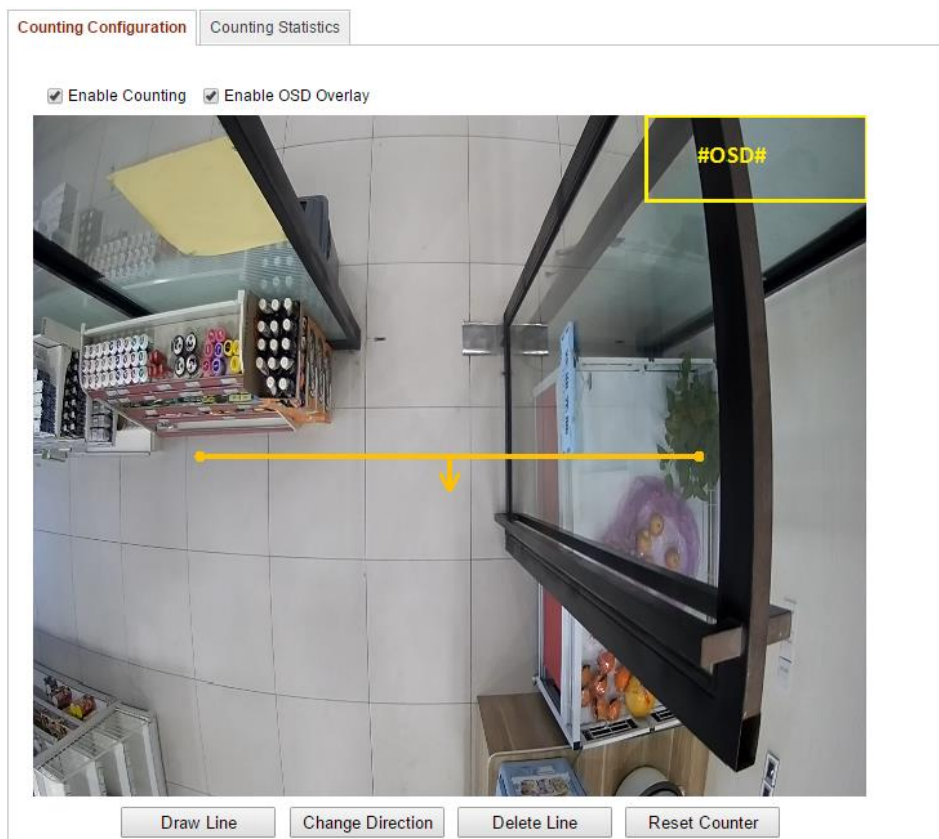 Counting Configuration Counting Statistics
Enable Counting Enable OSD Overlay
#OSD#
Draw Line Change Direction Delete Line Reset Counter